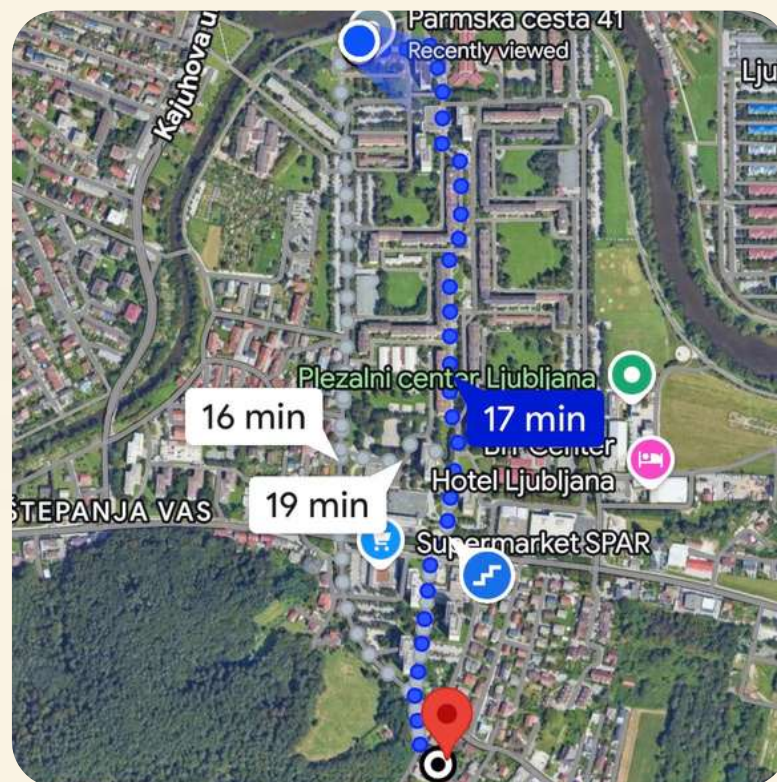 Parmska cesta 41
Recently viewed
Kajuhova u
Lju
Plezalni center Ljubljana
16 min
17 min
Center
Hotel Ljubljana
19 min
ŠTEPANJA VAS
Supermarket SPAR